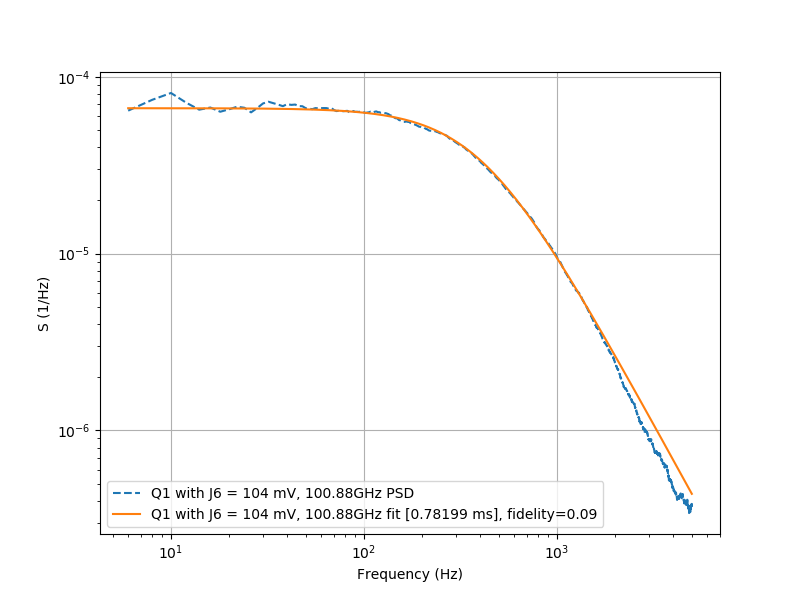 10⁻⁴
10⁻⁵
10⁻⁶
S (1/Hz)
Q1 with J6 = 104 mV, 100.88GHz PSD
Q1 with J6 = 104 mV, 100.88GHz fit [0.78199 ms], fidelity=0.09
10¹ 10² 10³
Frequency (Hz)